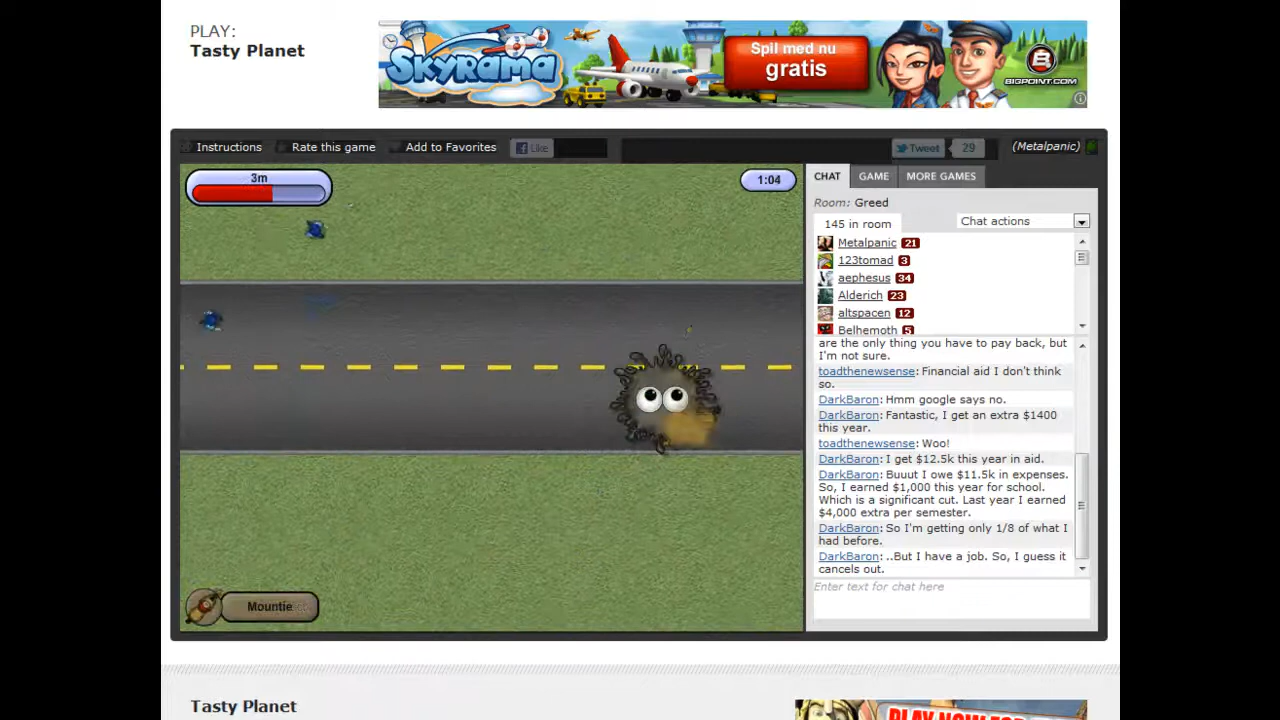 PLAY:
Tasty Planet
SKYRAMA
Spil med nu
gratis
BIGPOINT.COM
Instructions
Rate this game
Add to Favorites
Like
Tweet
29
(Metalpanic)
3m
1:04
Mountie
CHAT
GAME
MORE GAMES
Room: Greed
145 in room
Chat actions
Metalpanic 21
123tomad 3
aephesus 34
Alderich 23
altspacen 12
Belhemoth 5
are the only thing you have to pay back, but
I'm not sure.
toadthenewsense: Financial aid I don't think
so.
DarkBaron: Hmm google says no.
DarkBaron: Fantastic, I get an extra $1400
this year.
toadthenewsense: Woo!
DarkBaron: I get $12.5k this year in aid.
DarkBaron: Buuut I owe $11.5k in expenses.
So, I earned $1,000 this year for school.
Which is a significant cut. Last year I earned
$4,000 extra per semester.
DarkBaron: So I'm getting only 1/8 of what I
had before.
DarkBaron: ..But I have a job. So, I guess it
cancels out.
Enter text for chat here
Tasty Planet
PLAY NOW FOR